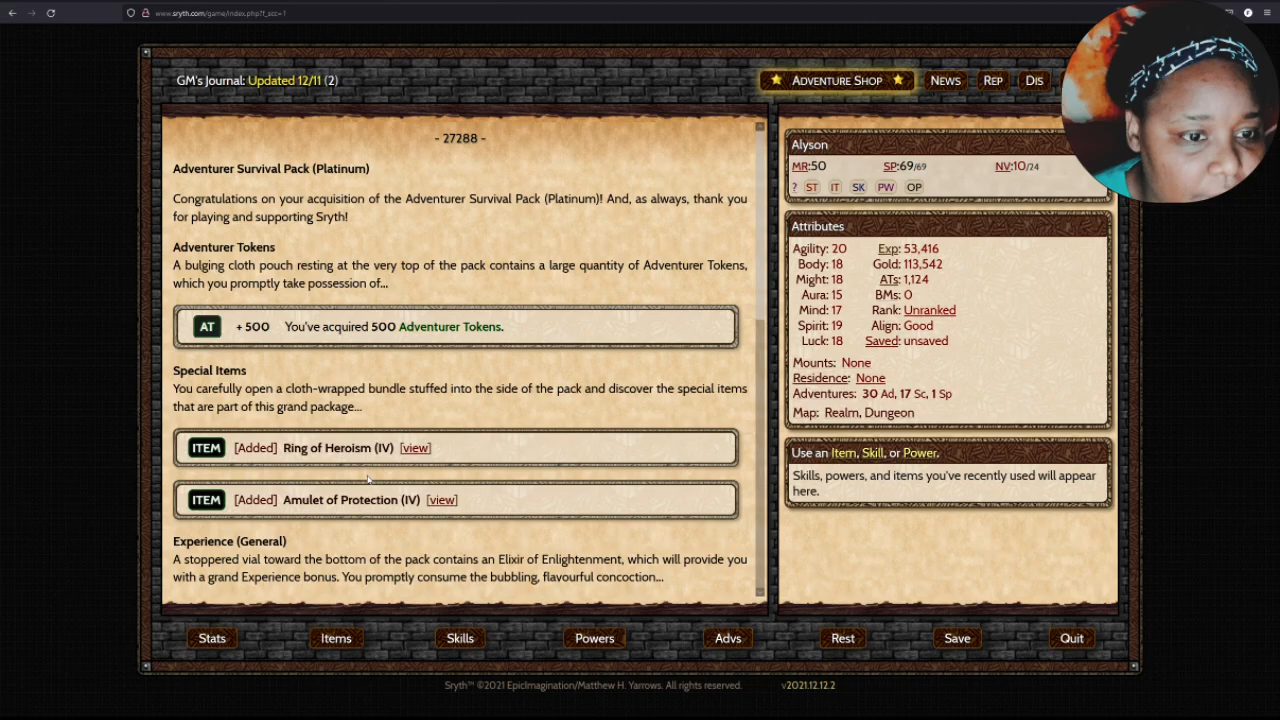 www.sryth.com/game/index.php?f_scc=1
GM's Journal: Updated 12/11 (2)
Adventure Shop
News
Rep
Dis
- 27288 -
Adventurer Survival Pack (Platinum)
Congratulations on your acquisition of the Adventurer Survival Pack (Platinum)! And, as always, thank you
for playing and supporting Sryth!
Adventurer Tokens
A bulging cloth pouch resting at the very top of the pack contains a large quantity of Adventurer Tokens,
which you promptly take possession of...
AT + 500 You've acquired 500 Adventurer Tokens.
Special Items
You carefully open a cloth-wrapped bundle stuffed into the side of the pack and discover the special items
that are part of this grand package...
ITEM [Added] Ring of Heroism (IV) [view]
ITEM [Added] Amulet of Protection (IV) [view]
Experience (General)
A stoppered vial toward the bottom of the pack contains an Elixir of Enlightenment, which will provide you
with a grand Experience bonus. You promptly consume the bubbling, flavourful concoction...
Alyson
MR:50 SP:69/69 NV:10/24
? ST IT SK PW OP
Attributes
Agility: 20 Exp: 53,416
Body: 18 Gold: 113,542
Might: 18 ATs: 1,124
Aura: 15 BMs: 0
Mind: 17 Rank: Unranked
Spirit: 19 Align: Good
Luck: 18 Saved: unsaved
Mounts: None
Residence: None
Adventures: 30 Ad, 17 Sc, 1 Sp
Map: Realm, Dungeon
Use an Item, Skill, or Power.
Skills, powers, and items you've recently used will appear
here.
Stats
Items
Skills
Powers
Advs
Rest
Save
Quit
Sryth™ ©2021 EpicImagination/Matthew H. Yarrows. All rights reserved. v2021.12.12.2